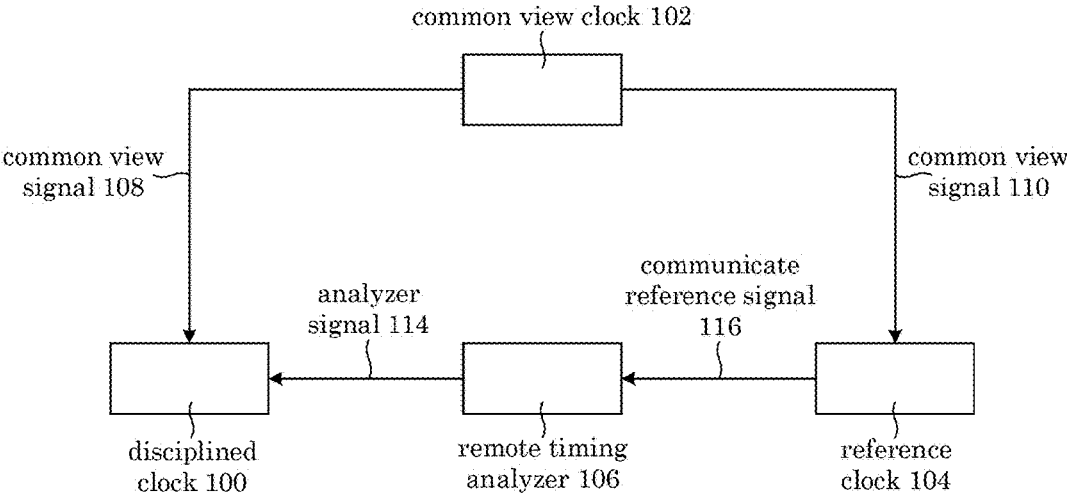 common view clock 102
common view
signal 108
common view
signal 110
analyzer
signal 114
communicate
reference signal
116
disciplined
clock 100
remote timing
analyzer 106
reference
clock 104